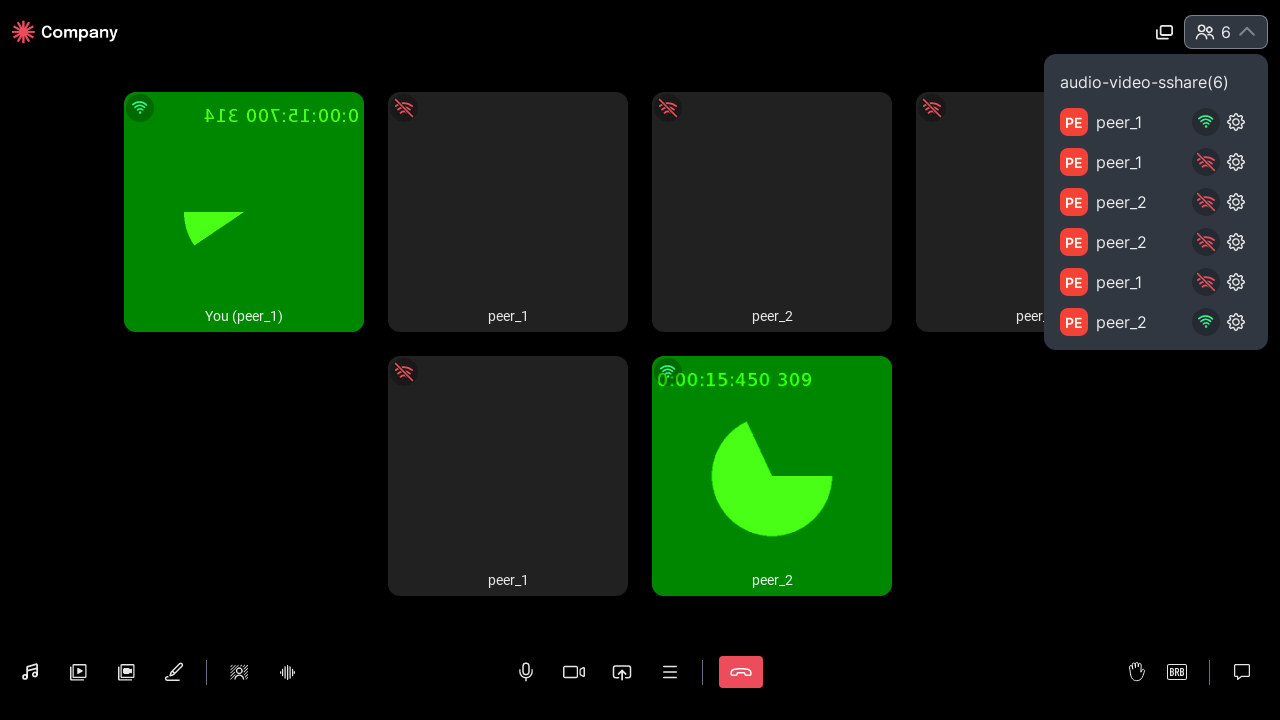 Company
6
audio-video-sshare(6)
PE peer_1
PE peer_1
PE peer_2
PE peer_2
PE peer_1
PE peer_2
0:00:15:700 314
You (peer_1)
peer_1
peer_2
peer_
peer_1
0:00:15:450 309
peer_2
BRB